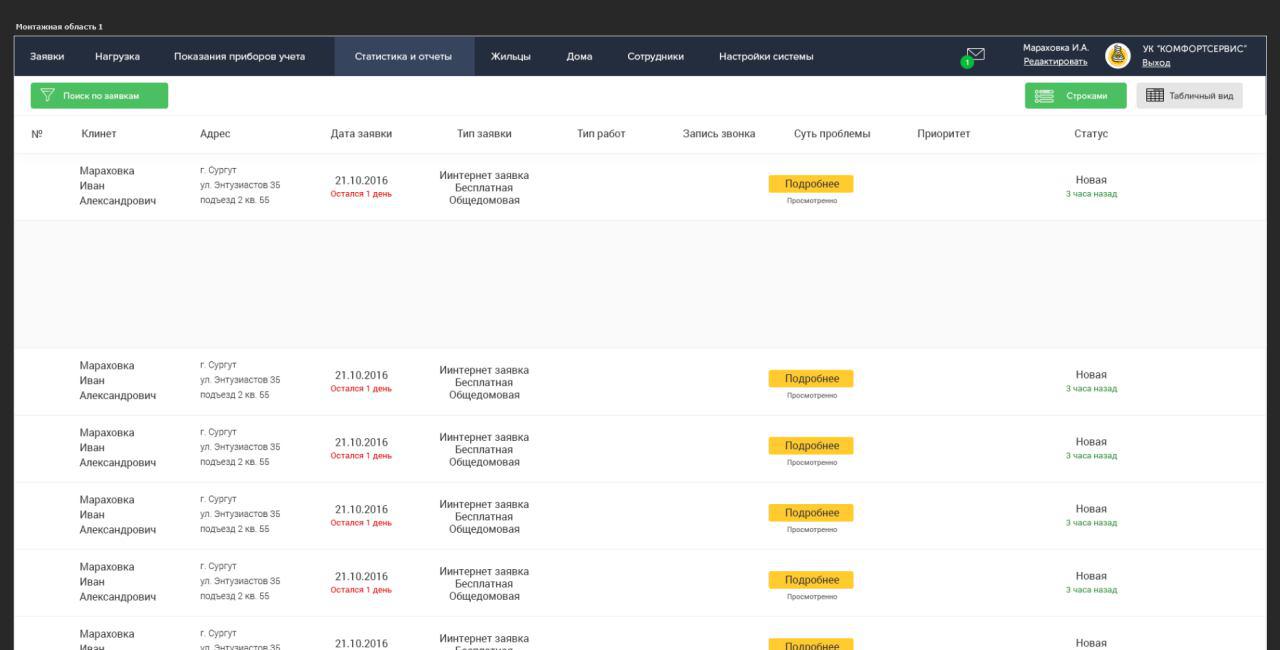 Монтажная область 1
Заявки Нагрузка Показания приборов учета Статистика и отчеты Жильцы Дома Сотрудники Настройки системы 1 Мараховка И.А. УК "КОМФОРТСЕРВИС"
Редактировать Выход
Поиск по заявкам Строками Табличный вид
№ Клинет Адрес Дата заявки Тип заявки Тип работ Запись звонка Суть проблемы Приоритет Статус
Мараховка г. Сургут Иинтернет заявка
Иван ул. Энтузиастов 35 21.10.2016 Бесплатная Подробнее Новая
Александрович подъезд 2 кв. 55 Остался 1 день Общедомовая Просмотренно 3 часа назад
Мараховка г. Сургут Иинтернет заявка
Иван ул. Энтузиастов 35 21.10.2016 Бесплатная Подробнее Новая
Александрович подъезд 2 кв. 55 Остался 1 день Общедомовая Просмотренно 3 часа назад
Мараховка г. Сургут Иинтернет заявка
Иван ул. Энтузиастов 35 21.10.2016 Бесплатная Подробнее Новая
Александрович подъезд 2 кв. 55 Остался 1 день Общедомовая Просмотренно 3 часа назад
Мараховка г. Сургут Иинтернет заявка
Иван ул. Энтузиастов 35 21.10.2016 Бесплатная Подробнее Новая
Александрович подъезд 2 кв. 55 Остался 1 день Общедомовая Просмотренно 3 часа назад
Мараховка г. Сургут Иинтернет заявка
Иван ул. Энтузиастов 35 21.10.2016 Бесплатная Подробнее Новая
Александрович подъезд 2 кв. 55 Остался 1 день Общедомовая Просмотренно 3 часа назад
Мараховка г. Сургут Иинтернет заявка
Иван ул. Энтузиастов 35 21.10.2016 Бесплатная Подробнее Новая